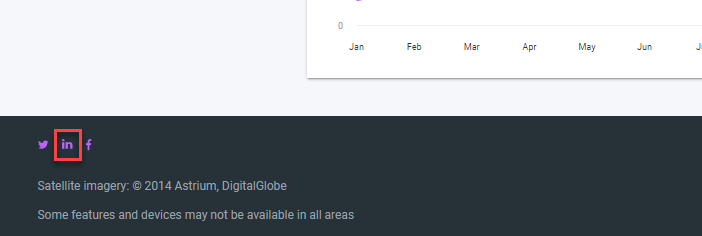 0
Jan Feb Mar Apr May Jun
in
Satellite imagery: © 2014 Astrium, DigitalGlobe
Some features and devices may not be available in all areas